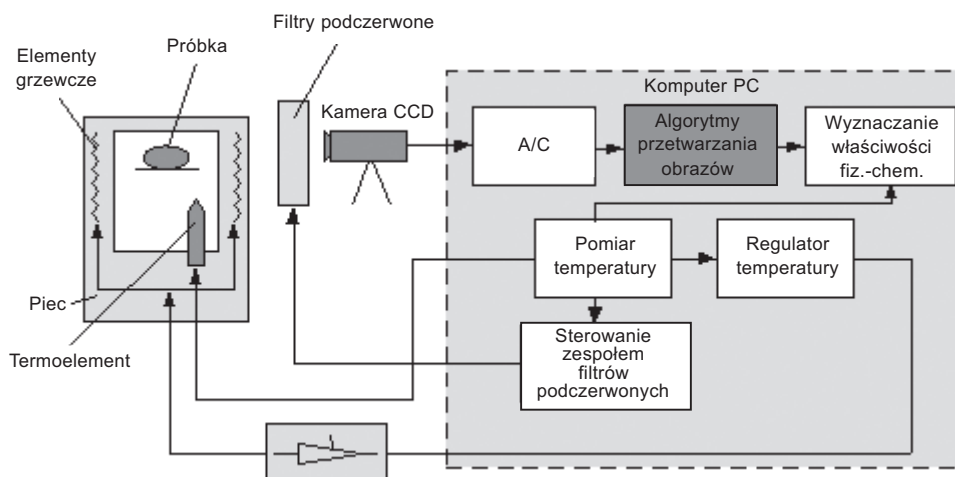 Filtry podczerwone
Elementy
grzewcze
Próbka
Kamera CCD
Komputer PC
A/C
Algorytmy
przetwarzania
obrazów
Wyznaczanie
właściwości
fiz.-chem.
Pomiar
temperatury
Regulator
temperatury
Piec
Termoelement
Sterowanie
zespołem
filtrów
podczerwonych